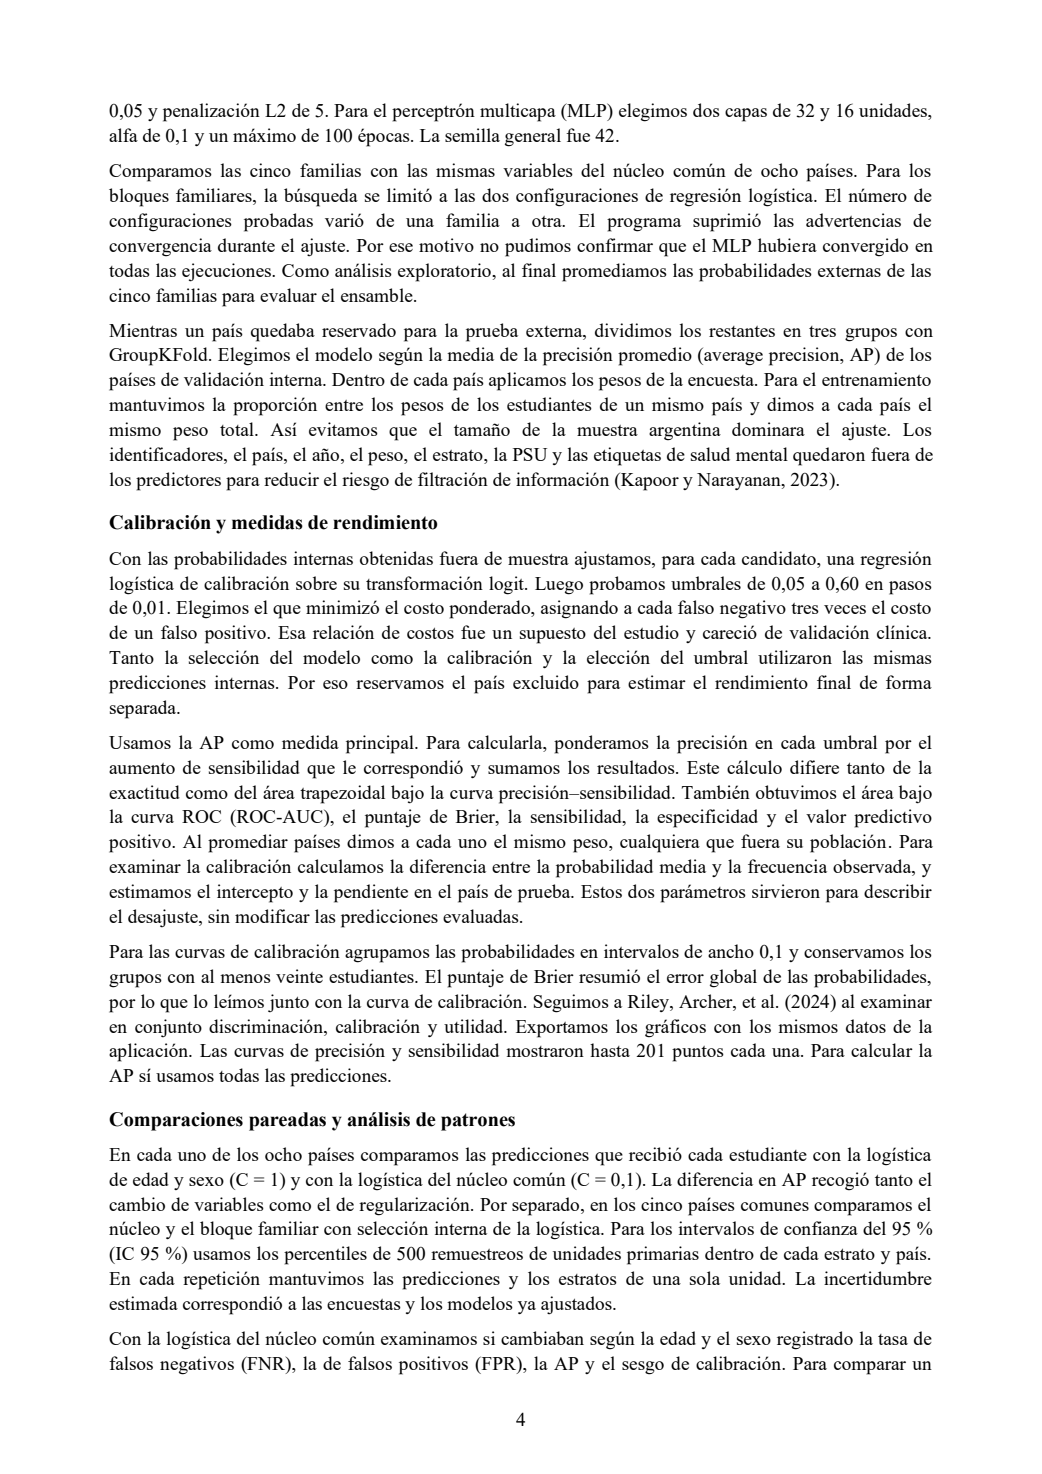 0,05 y penalización L2 de 5. Para el perceptrón multicapa (MLP) elegimos dos capas de 32 y 16 unidades,
alfa de 0,1 y un máximo de 100 épocas. La semilla general fue 42.
Comparamos las cinco familias con las mismas variables del núcleo común de ocho países. Para los
bloques familiares, la búsqueda se limitó a las dos configuraciones de regresión logística. El número de
configuraciones probadas varió de una familia a otra. El programa suprimió las advertencias de
convergencia durante el ajuste. Por ese motivo no pudimos confirmar que el MLP hubiera convergido en
todas las ejecuciones. Como análisis exploratorio, al final promediamos las probabilidades externas de las
cinco familias para evaluar el ensamble.
Mientras un país quedaba reservado para la prueba externa, dividimos los restantes en tres grupos con
GroupKFold. Elegimos el modelo según la media de la precisión promedio (average precision, AP) de los
países de validación interna. Dentro de cada país aplicamos los pesos de la encuesta. Para el entrenamiento
mantuvimos la proporción entre los pesos de los estudiantes de un mismo país y dimos a cada país el
mismo peso total. Así evitamos que el tamaño de la muestra argentina dominara el ajuste. Los
identificadores, el país, el año, el peso, el estrato, la PSU y las etiquetas de salud mental quedaron fuera de
los predictores para reducir el riesgo de filtración de información (Kapoor y Narayanan, 2023).
Calibración y medidas de rendimiento
Con las probabilidades internas obtenidas fuera de muestra ajustamos, para cada candidato, una regresión
logística de calibración sobre su transformación logit. Luego probamos umbrales de 0,05 a 0,60 en pasos
de 0,01. Elegimos el que minimizó el costo ponderado, asignando a cada falso negativo tres veces el costo
de un falso positivo. Esa relación de costos fue un supuesto del estudio y careció de validación clínica.
Tanto la selección del modelo como la calibración y la elección del umbral utilizaron las mismas
predicciones internas. Por eso reservamos el país excluido para estimar el rendimiento final de forma
separada.
Usamos la AP como medida principal. Para calcularla, ponderamos la precisión en cada umbral por el
aumento de sensibilidad que le correspondió y sumamos los resultados. Este cálculo difiere tanto de la
exactitud como del área trapezoidal bajo la curva precisión–sensibilidad. También obtuvimos el área bajo
la curva ROC (ROC-AUC), el puntaje de Brier, la sensibilidad, la especificidad y el valor predictivo
positivo. Al promediar países dimos a cada uno el mismo peso, cualquiera que fuera su población. Para
examinar la calibración calculamos la diferencia entre la probabilidad media y la frecuencia observada, y
estimamos el intercepto y la pendiente en el país de prueba. Estos dos parámetros sirvieron para describir
el desajuste, sin modificar las predicciones evaluadas.
Para las curvas de calibración agrupamos las probabilidades en intervalos de ancho 0,1 y conservamos los
grupos con al menos veinte estudiantes. El puntaje de Brier resumió el error global de las probabilidades,
por lo que lo leímos junto con la curva de calibración. Seguimos a Riley, Archer, et al. (2024) al examinar
en conjunto discriminación, calibración y utilidad. Exportamos los gráficos con los mismos datos de la
aplicación. Las curvas de precisión y sensibilidad mostraron hasta 201 puntos cada una. Para calcular la
AP sí usamos todas las predicciones.
Comparaciones pareadas y análisis de patrones
En cada uno de los ocho países comparamos las predicciones que recibió cada estudiante con la logística
de edad y sexo (C = 1) y con la logística del núcleo común (C = 0,1). La diferencia en AP recogió tanto el
cambio de variables como el de regularización. Por separado, en los cinco países comunes comparamos el
núcleo y el bloque familiar con selección interna de la logística. Para los intervalos de confianza del 95 %
(IC 95 %) usamos los percentiles de 500 remuestreos de unidades primarias dentro de cada estrato y país.
En cada repetición mantuvimos las predicciones y los estratos de una sola unidad. La incertidumbre
estimada correspondió a las encuestas y los modelos ya ajustados.
Con la logística del núcleo común examinamos si cambiaban según la edad y el sexo registrado la tasa de
falsos negativos (FNR), la de falsos positivos (FPR), la AP y el sesgo de calibración. Para comparar un
4